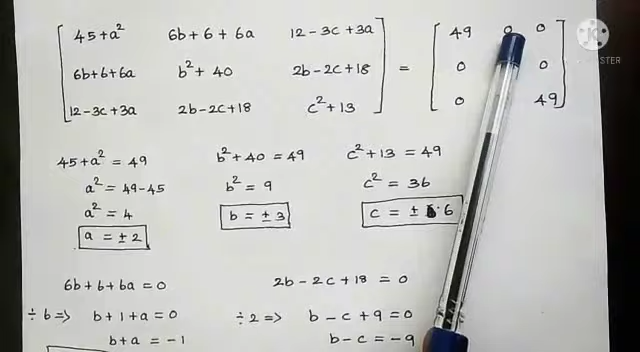 45+a² 6b+6+6a 12-3c+3a 49 0 0
6b+6+6a b²+40 2b-2c+18 = 0 0
12-3c+3a 2b-2c+18 c²+13 0 49
45+a² = 49 b²+40 = 49 c²+13 = 49
a² = 49-45 b² = 9 c² = 36
a² = 4 b = ±3 c = ± 6
a = ±2
6b+6+6a = 0 2b-2c+18 = 0
÷6 => b+1+a = 0 ÷2 => b-c+9 = 0
b+a = -1 b-c = -9